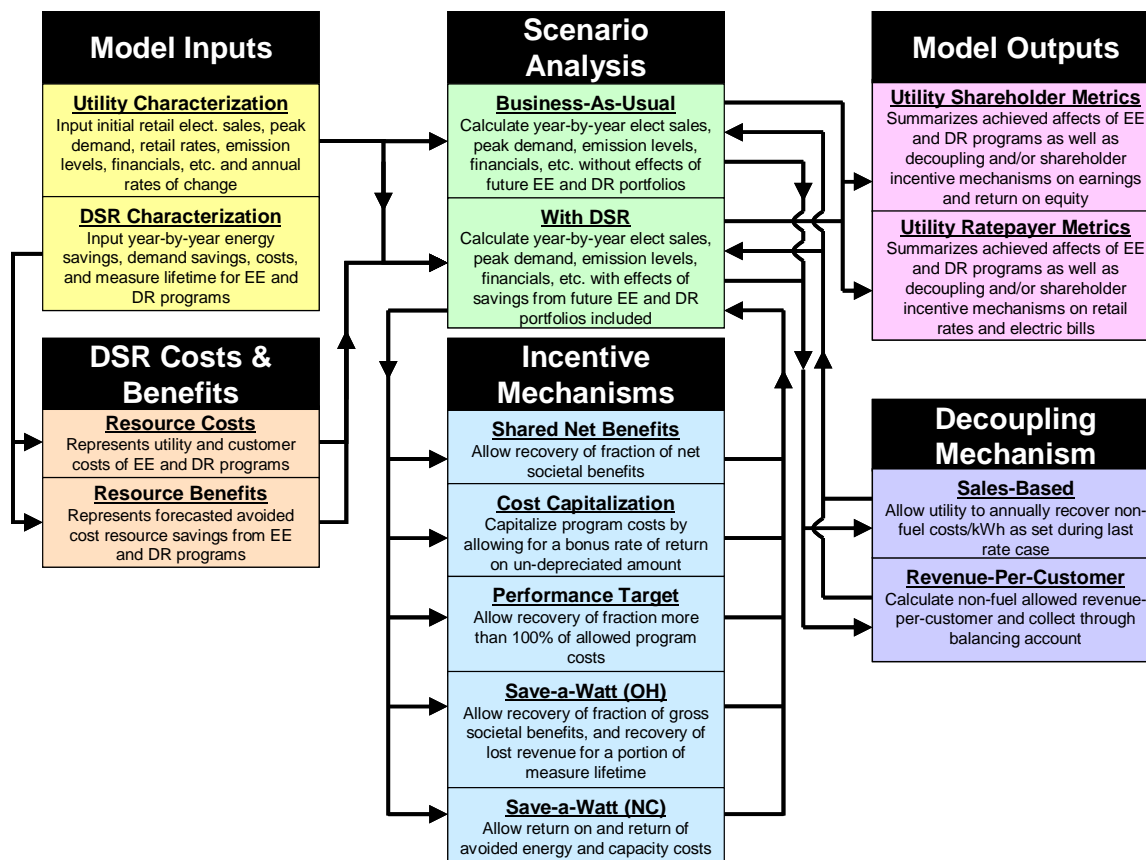 Model Inputs
Utility Characterization
Input initial retail elect. sales, peak
demand, retail rates, emission
levels, financials, etc. and annual
rates of change
DSR Characterization
Input year-by-year energy
savings, demand savings, costs,
and measure lifetime for EE and
DR programs
DSR Costs &
Benefits
Resource Costs
Represents utility and customer
costs of EE and DR programs
Resource Benefits
Represents forecasted avoided
cost resource savings from EE
and DR programs
Scenario
Analysis
Business-As-Usual
Calculate year-by-year elect sales,
peak demand, emission levels,
financials, etc. without effects of
future EE and DR portfolios
With DSR
Calculate year-by-year elect sales,
peak demand, emission levels,
financials, etc. with effects of
savings from future EE and DR
portfolios included
Incentive
Mechanisms
Shared Net Benefits
Allow recovery of fraction of net
societal benefits
Cost Capitalization
Capitalize program costs by
allowing for a bonus rate of return
on un-depreciated amount
Performance Target
Allow recovery of fraction more
than 100% of allowed program
costs
Save-a-Watt (OH)
Allow recovery of fraction of gross
societal benefits, and recovery of
lost revenue for a portion of
measure lifetime
Save-a-Watt (NC)
Allow return on and return of
avoided energy and capacity costs
Model Outputs
Utility Shareholder Metrics
Summarizes achieved affects of EE
and DR programs as well as
decoupling and/or shareholder
incentive mechanisms on earnings
and return on equity
Utility Ratepayer Metrics
Summarizes achieved affects of EE
and DR programs as well as
decoupling and/or shareholder
incentive mechanisms on retail
rates and electric bills
Decoupling
Mechanism
Sales-Based
Allow utility to annually recover non-
fuel costs/kWh as set during last
rate case
Revenue-Per-Customer
Calculate non-fuel allowed revenue-
per-customer and collect through
balancing account